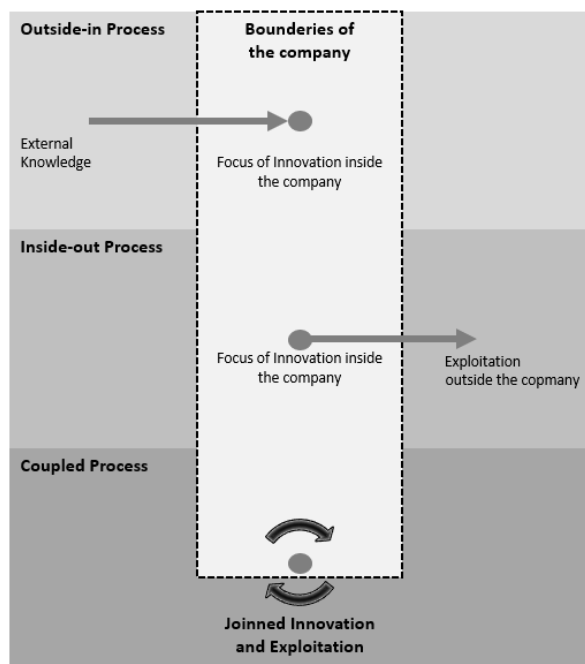 Outside-in Process
Bounderies of
the company
External
Knowledge
Focus of Innovation inside
the company
Inside-out Process
Focus of Innovation inside
the company
Exploitation
outside the copmany
Coupled Process
Joinned Innovation
and Exploitation